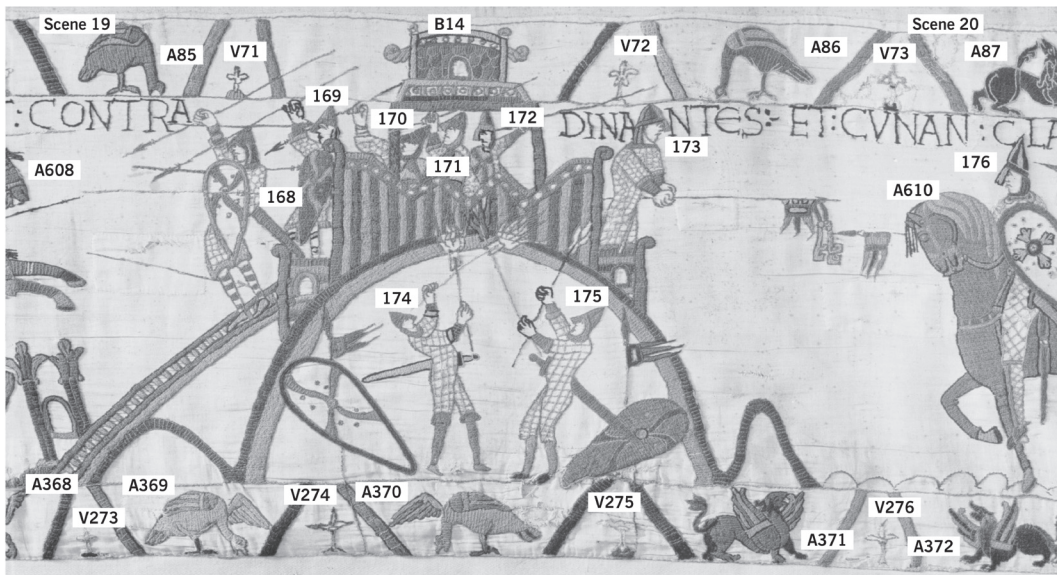 Scene 19
B14
Scene 20
A85
V71
V72
A86
V73
A87
: CONTRA
DINANTES : ET : CVNAN : CLA
169
170
172
173
171
176
A608
168
A610
174
175
A368
A369
V273
V274
A370
V275
A371
V276
A372